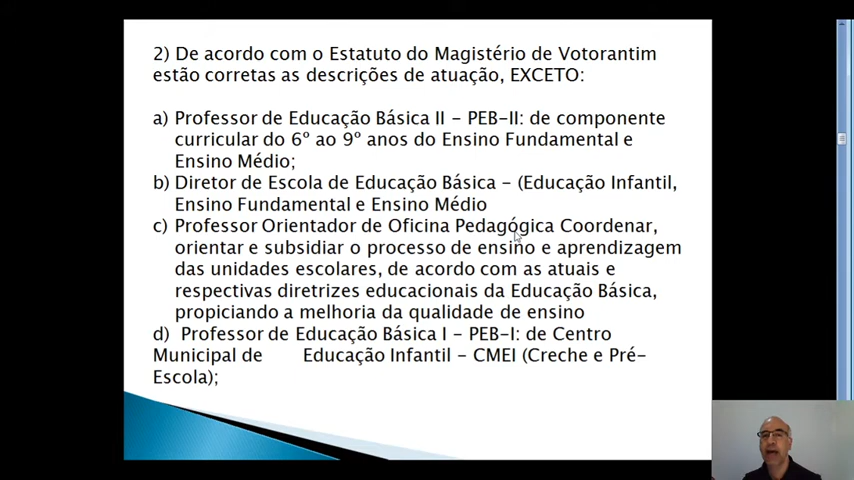 2) De acordo com o Estatuto do Magistério de Votorantim
estão corretas as descrições de atuação, EXCETO:
a) Professor de Educação Básica II – PEB-II: de componente
curricular do 6º ao 9º anos do Ensino Fundamental e
Ensino Médio;
b) Diretor de Escola de Educação Básica – (Educação Infantil,
Ensino Fundamental e Ensino Médio
c) Professor Orientador de Oficina Pedagógica Coordenar,
orientar e subsidiar o processo de ensino e aprendizagem
das unidades escolares, de acordo com as atuais e
respectivas diretrizes educacionais da Educação Básica,
propiciando a melhoria da qualidade de ensino
d) Professor de Educação Básica I – PEB-I: de Centro
Municipal de Educação Infantil – CMEI (Creche e Pré-
Escola);